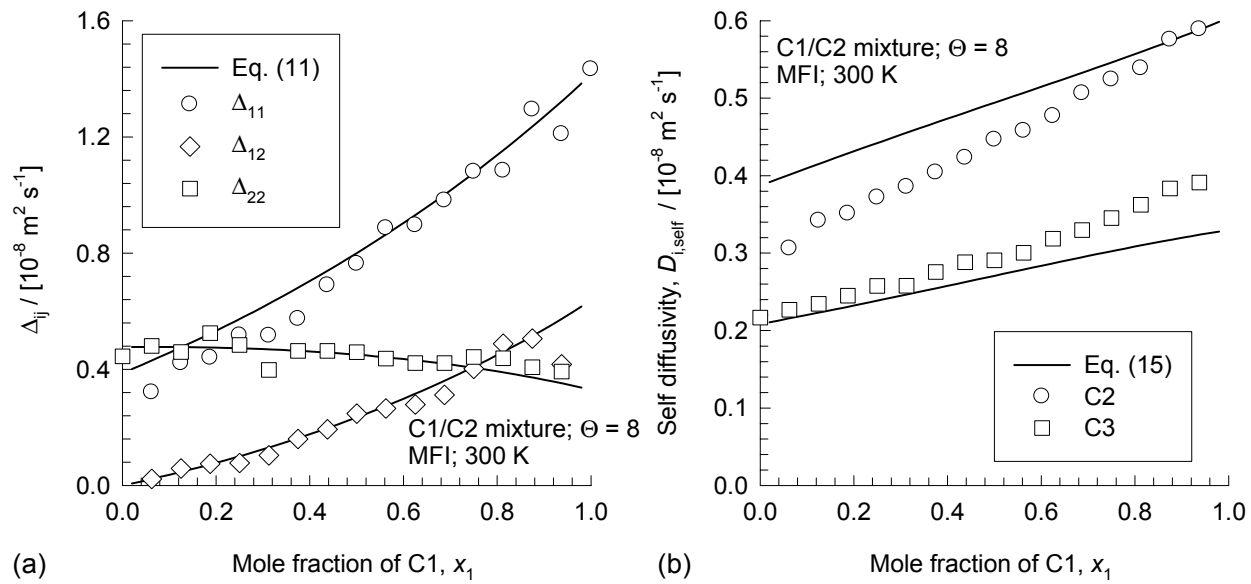 1.6
1.2
0.8
0.4
0.0
Δij / [10-8 m2 s-1]
Eq. (11)
Δ11
Δ12
Δ22
C1/C2 mixture; Θ = 8
MFI; 300 K
0.0 0.2 0.4 0.6 0.8 1.0
(a)
Mole fraction of C1, x1
0.6
0.5
0.4
0.3
0.2
0.1
0.0
Self diffusivity, Di,self / [10-8 m2 s-1]
C1/C2 mixture; Θ = 8
MFI; 300 K
Eq. (15)
C2
C3
0.0 0.2 0.4 0.6 0.8 1.0
(b)
Mole fraction of C1, x1